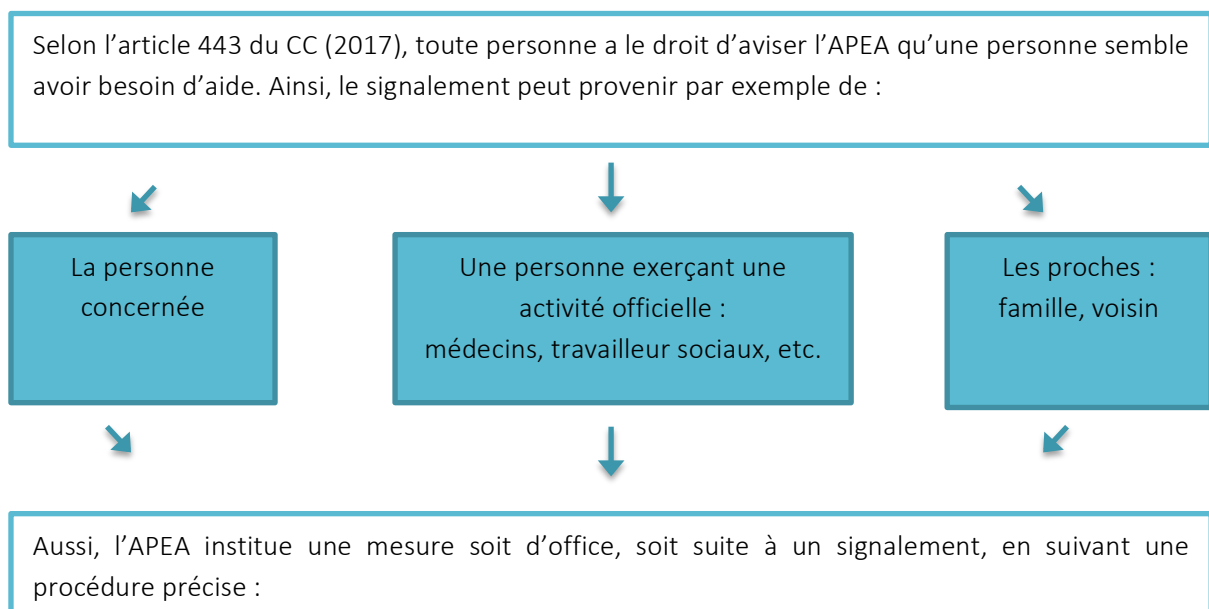 Selon l’article 443 du CC (2017), toute personne a le droit d’aviser l’APEA qu’une personne semble
avoir besoin d’aide. Ainsi, le signalement peut provenir par exemple de :
La personne
concernée
Une personne exerçant une
activité officielle :
médecins, travailleur sociaux, etc.
Les proches :
famille, voisin
Aussi, l’APEA institue une mesure soit d’office, soit suite à un signalement, en suivant une
procédure précise :